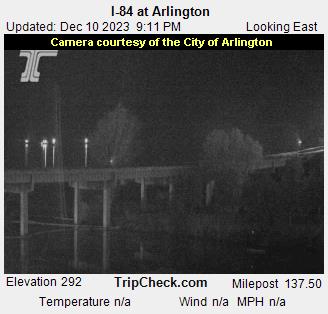 I-84 at Arlington
Updated: Dec 10 2023 9:11 PM Looking East
Camera courtesy of the City of Arlington
Elevation 292 TripCheck.com Milepost 137.50
Temperature n/a Wind n/a MPH n/a